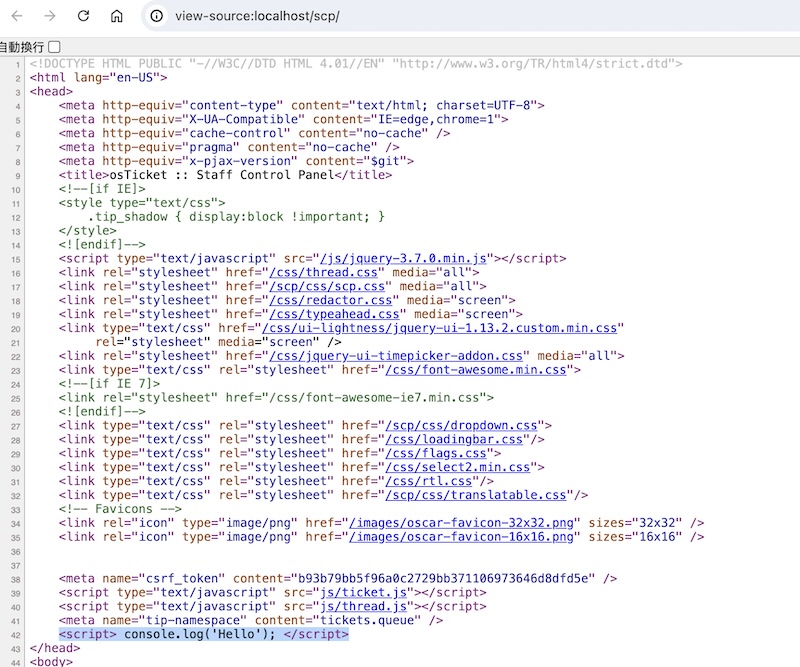 view-source:localhost/scp/
自動換行
1 <!DOCTYPE HTML PUBLIC "-//W3C//DTD HTML 4.01//EN" "http://www.w3.org/TR/html4/strict.dtd">
2 <html lang="en-US">
3 <head>
4 <meta http-equiv="content-type" content="text/html; charset=UTF-8">
5 <meta http-equiv="X-UA-Compatible" content="IE=edge,chrome=1">
6 <meta http-equiv="cache-control" content="no-cache" />
7 <meta http-equiv="pragma" content="no-cache" />
8 <meta http-equiv="x-pjax-version" content="$git">
9 <title>osTicket :: Staff Control Panel</title>
10 <!--[if IE]>
11 <style type="text/css">
12 .tip_shadow { display:block !important; }
13 </style>
14 <![endif]-->
15 <script type="text/javascript" src="/js/jquery-3.7.0.min.js"></script>
16 <link rel="stylesheet" href="/css/thread.css" media="all">
17 <link rel="stylesheet" href="/scp/css/scp.css" media="all">
18 <link rel="stylesheet" href="/css/redactor.css" media="screen">
19 <link rel="stylesheet" href="/css/typeahead.css" media="screen">
20 <link type="text/css" href="/css/ui-lightness/jquery-ui-1.13.2.custom.min.css"
21 rel="stylesheet" media="screen" />
22 <link rel="stylesheet" href="/css/jquery-ui-timepicker-addon.css" media="all">
23 <link type="text/css" rel="stylesheet" href="/css/font-awesome.min.css">
24 <!--[if IE 7]>
25 <link rel="stylesheet" href="/css/font-awesome-ie7.min.css">
26 <![endif]-->
27 <link type="text/css" rel="stylesheet" href="/scp/css/dropdown.css">
28 <link type="text/css" rel="stylesheet" href="/css/loadingbar.css"/>
29 <link type="text/css" rel="stylesheet" href="/css/flags.css">
30 <link type="text/css" rel="stylesheet" href="/css/select2.min.css">
31 <link type="text/css" rel="stylesheet" href="/css/rtl.css"/>
32 <link type="text/css" rel="stylesheet" href="/scp/css/translatable.css"/>
33 <!-- Favicons -->
34 <link rel="icon" type="image/png" href="/images/oscar-favicon-32x32.png" sizes="32x32" />
35 <link rel="icon" type="image/png" href="/images/oscar-favicon-16x16.png" sizes="16x16" />
36
37
38 <meta name="csrf_token" content="b93b79bb5f96a0c2729bb371106973646d8dfd5e" />
39 <script type="text/javascript" src="js/ticket.js"></script>
40 <script type="text/javascript" src="js/thread.js"></script>
41 <meta name="tip-namespace" content="tickets.queue" />
42 <script> console.log('Hello'); </script>
43 </head>
44 <body>